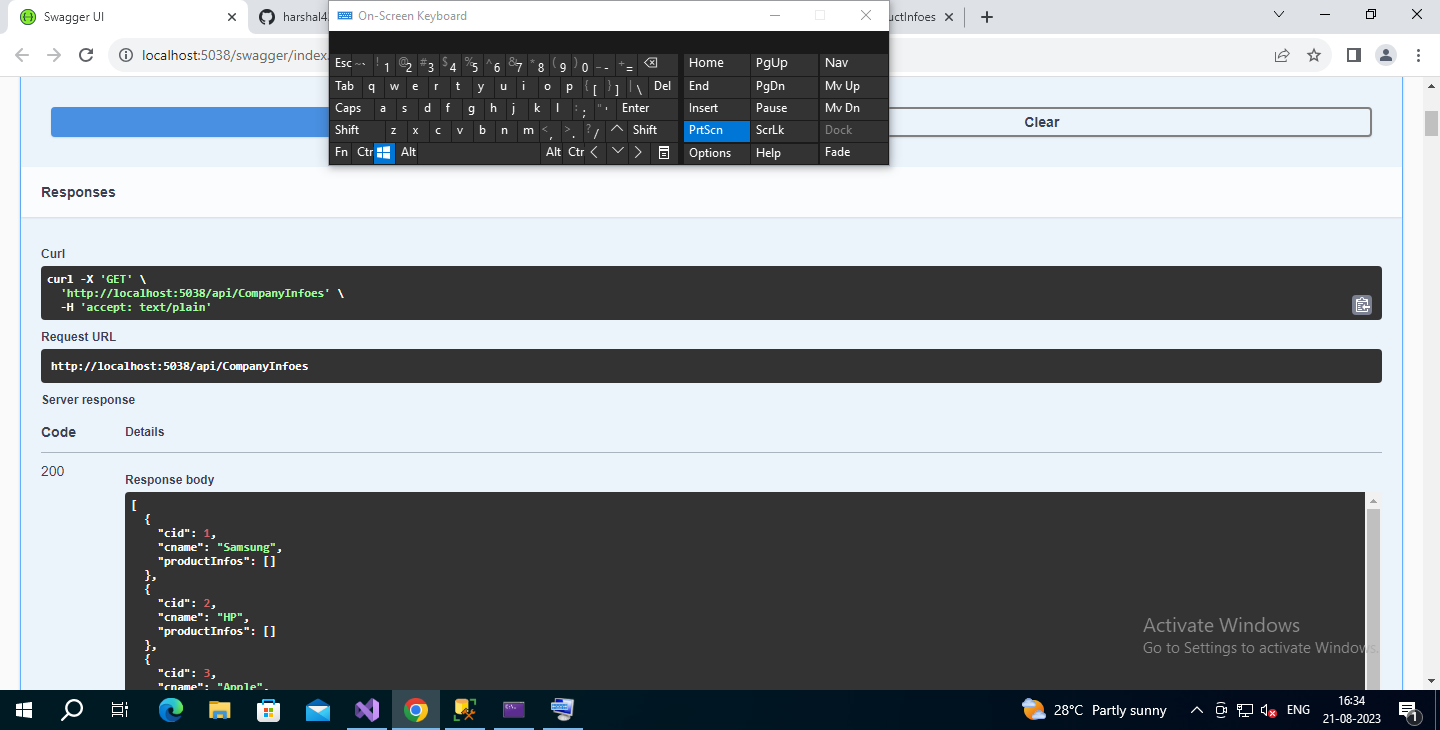 Swagger UI
harshal4
On-Screen Keyboard
uctInfoes
localhost:5038/swagger/index.
Esc ~ ` ! 1 @ 2 # 3 $ 4 % 5 ^ 6 & 7 * 8 ( 9 ) 0 _ - + = Home PgUp Nav
Tab q w e r t y u i o p { [ } ] | \ Del End PgDn Mv Up
Caps a s d f g h j k l : ; " ' Enter Insert Pause Mv Dn
Shift z x c v b n m < , > . ? / Shift PrtScn ScrLk Dock
Fn Ctr Alt Alt Ctr Options Help Fade
Clear
Responses
Curl
curl -X 'GET' \
'http://localhost:5038/api/CompanyInfoes' \
-H 'accept: text/plain'
Request URL
http://localhost:5038/api/CompanyInfoes
Server response
Code Details
200
Response body
[
{
"cid": 1,
"cname": "Samsung",
"productInfos": []
},
{
"cid": 2,
"cname": "HP",
"productInfos": []
},
{
"cid": 3,
"cname": "Apple",
Activate Windows
Go to Settings to activate Windows.
28°C Partly sunny
ENG
16:34
21-08-2023
1